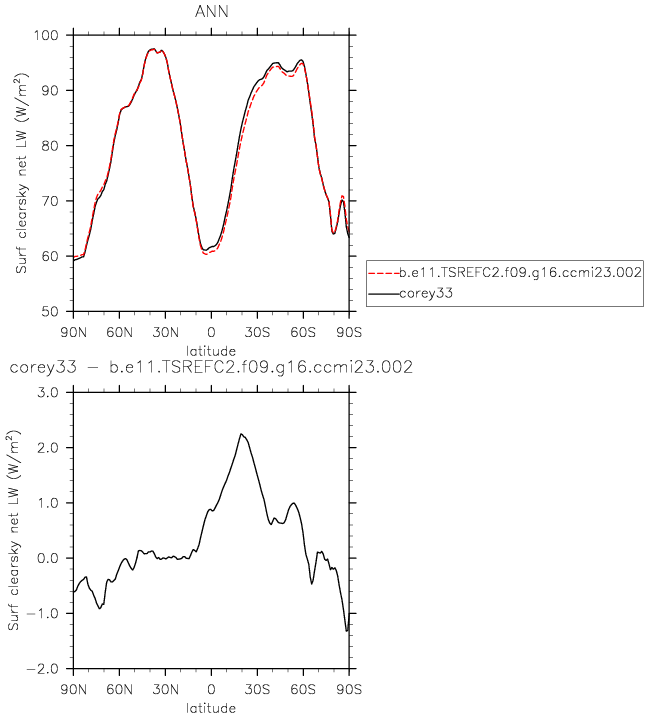 ANN
Surf clearsky net LW (W/m²)
100
90
80
70
60
50
90N 60N 30N 0 30S 60S 90S
latitude
b.e11.TSREFC2.f09.g16.ccmi23.002
corey33
corey33 − b.e11.TSREFC2.f09.g16.ccmi23.002
Surf clearsky net LW (W/m²)
3.0
2.0
1.0
0.0
−1.0
−2.0
90N 60N 30N 0 30S 60S 90S
latitude